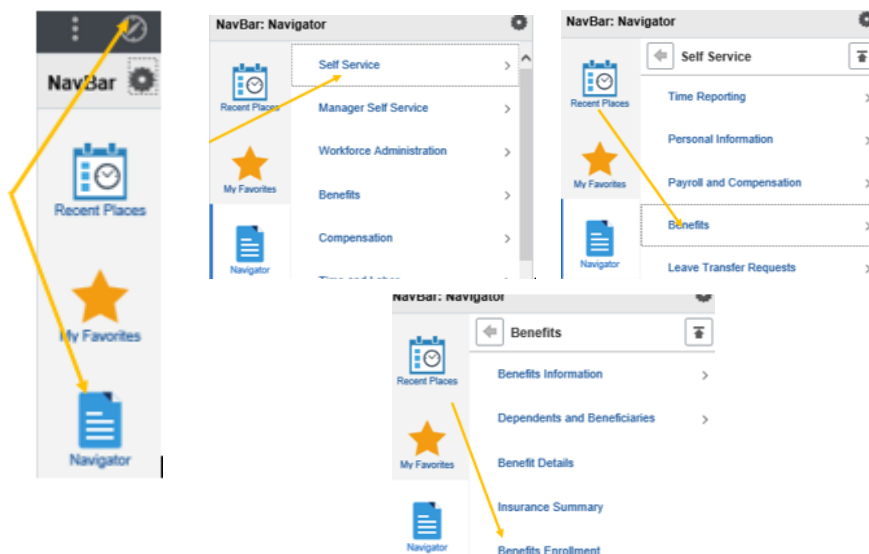 NavBar
Recent Places
My Favorites
Navigator
NavBar: Navigator
Recent Places
My Favorites
Navigator
Self Service
Manager Self Service
Workforce Administration
Benefits
Compensation
Time and Labor
NavBar: Navigator
Recent Places
My Favorites
Navigator
Self Service
Time Reporting
Personal Information
Payroll and Compensation
Benefits
Leave Transfer Requests
NavBar: Navigator
Recent Places
My Favorites
Navigator
Benefits
Benefits Information
Dependents and Beneficiaries
Benefit Details
Insurance Summary
Benefits Enrollment